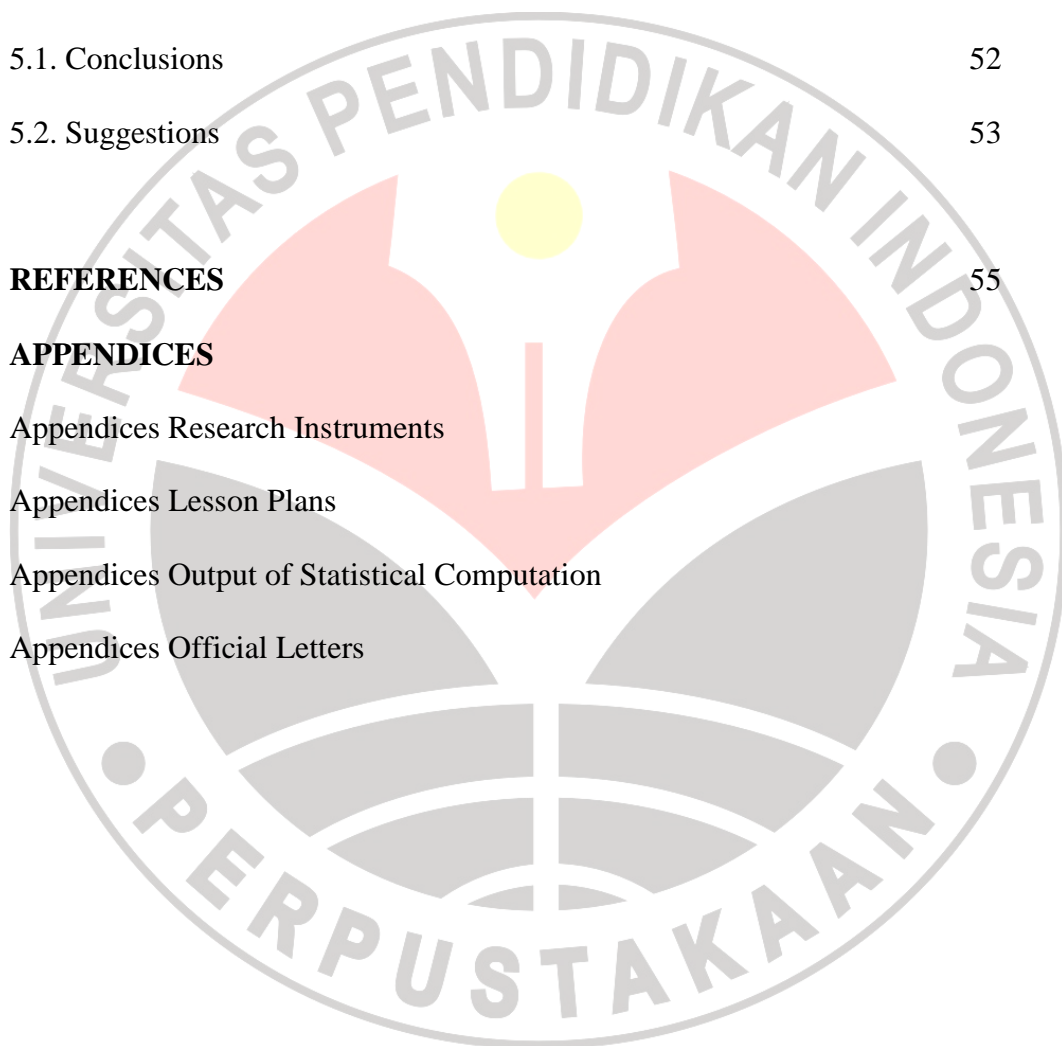 5.1. Conclusions 52
5.2. Suggestions 53
REFERENCES 55
APPENDICES
Appendices Research Instruments
Appendices Lesson Plans
Appendices Output of Statistical Computation
Appendices Official Letters
UNIVERSITAS PENDIDIKAN INDONESIA
PERPUSTAKAAN